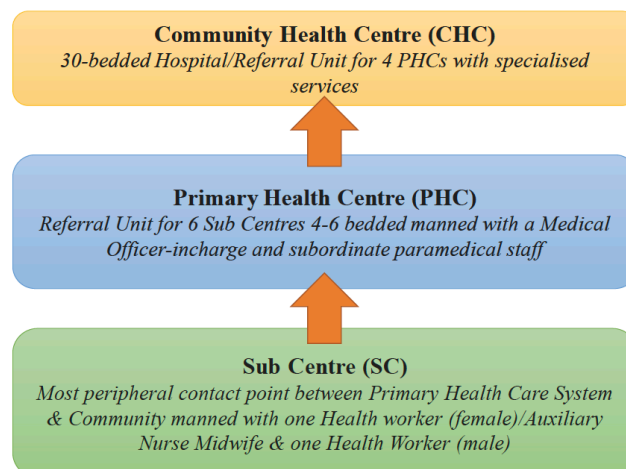 Community Health Centre (CHC)
30-bedded Hospital/Referral Unit for 4 PHCs with specialised
services
Primary Health Centre (PHC)
Referral Unit for 6 Sub Centres 4-6 bedded manned with a Medical
Officer-incharge and subordinate paramedical staff
Sub Centre (SC)
Most peripheral contact point between Primary Health Care System
& Community manned with one Health worker (female)/Auxiliary
Nurse Midwife & one Health Worker (male)